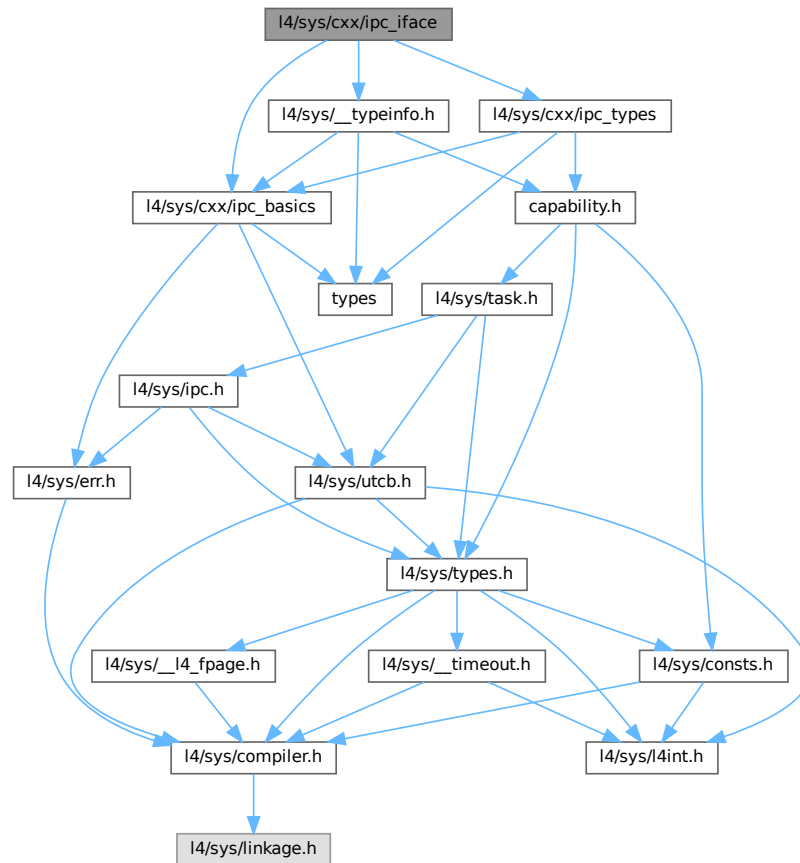 l4/sys/cxx/ipc_iface
l4/sys/__typeinfo.h
l4/sys/cxx/ipc_types
l4/sys/cxx/ipc_basics
capability.h
types
l4/sys/task.h
l4/sys/ipc.h
l4/sys/err.h
l4/sys/utcb.h
l4/sys/types.h
l4/sys/__l4_fpage.h
l4/sys/__timeout.h
l4/sys/consts.h
l4/sys/compiler.h
l4/sys/l4int.h
l4/sys/linkage.h